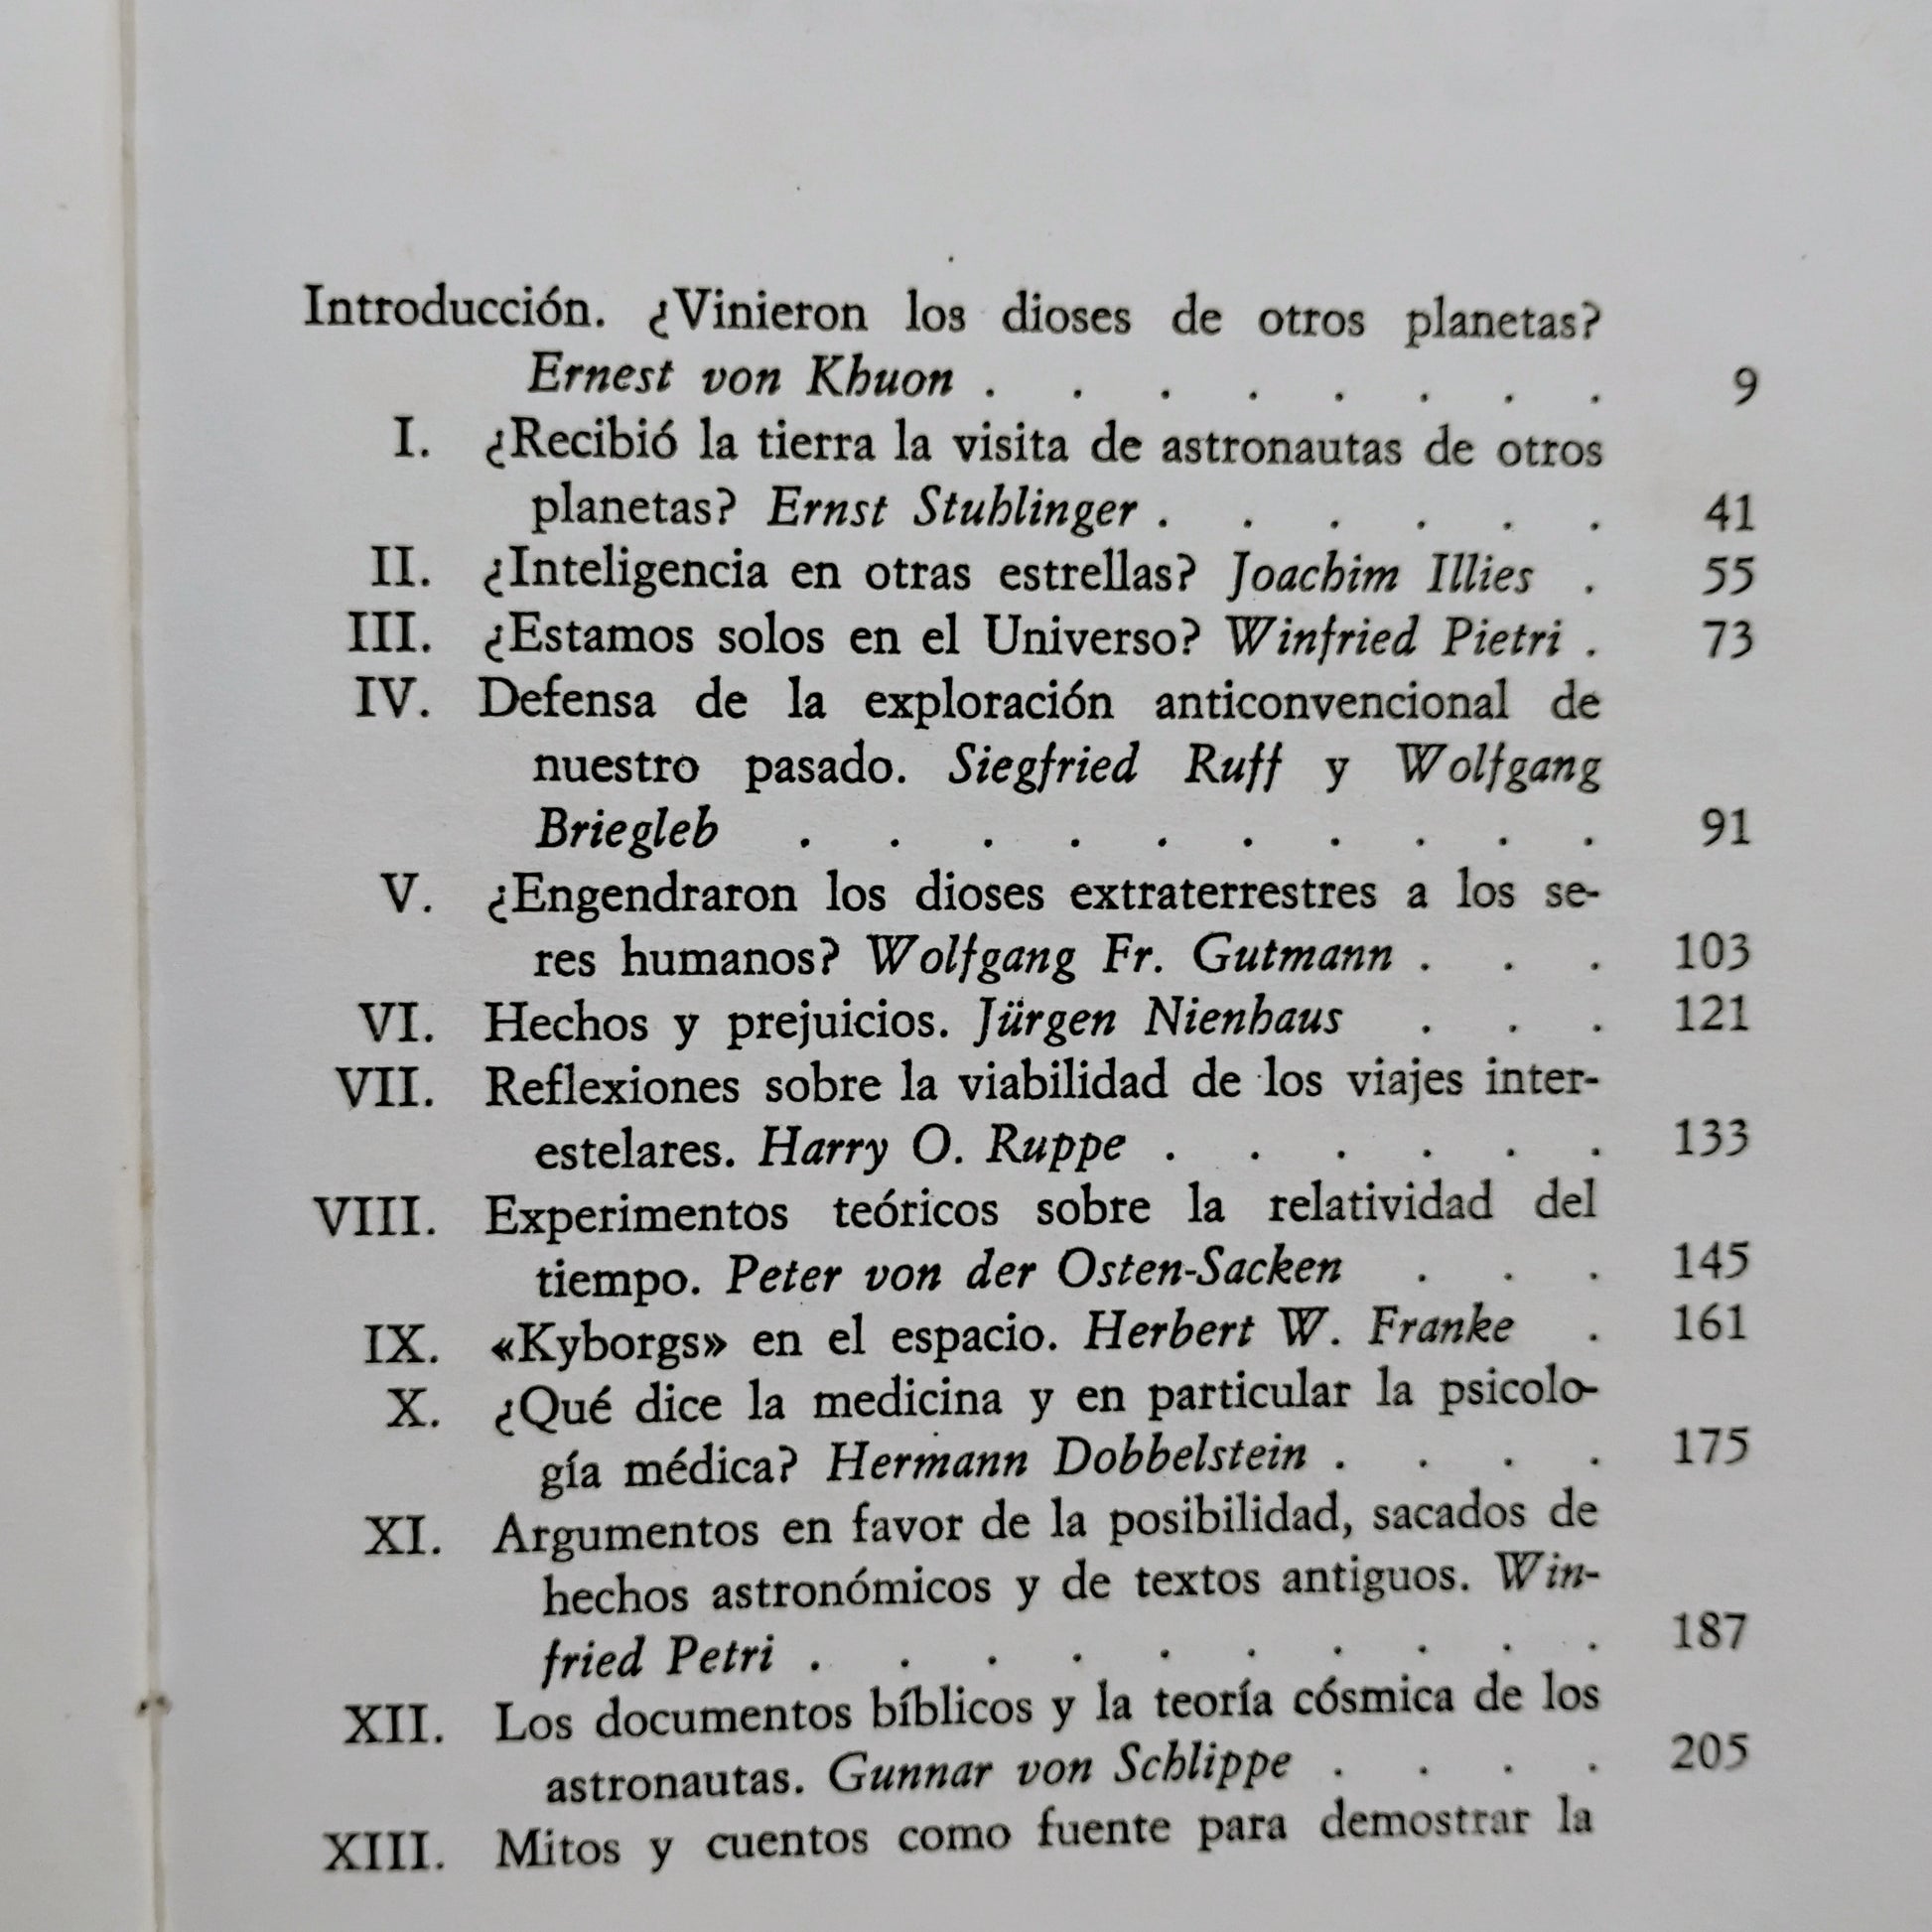 Introducción. ¿Vinieron los dioses de otros planetas?
Ernest von Khuon . . . . . . . . 9
I. ¿Recibió la tierra la visita de astronautas de otros
planetas? Ernst Stuhlinger . . . . . . 41
II. ¿Inteligencia en otras estrellas? Joachim Illies . 55
III. ¿Estamos solos en el Universo? Winfried Pietri . 73
IV. Defensa de la exploración anticonvencional de
nuestro pasado. Siegfried Ruff y Wolfgang
Briegleb . . . . . . . . . . 91
V. ¿Engendraron los dioses extraterrestres a los se-
res humanos? Wolfgang Fr. Gutmann . . . 103
VI. Hechos y prejuicios. Jürgen Nienhaus . . . 121
VII. Reflexiones sobre la viabilidad de los viajes inter-
estelares. Harry O. Ruppe . . . . . . 133
VIII. Experimentos teóricos sobre la relatividad del
tiempo. Peter von der Osten-Sacken . . . 145
IX. «Kyborgs» en el espacio. Herbert W. Franke . 161
X. ¿Qué dice la medicina y en particular la psicolo-
gía médica? Hermann Dobbelstein . . . . 175
XI. Argumentos en favor de la posibilidad, sacados de
hechos astronómicos y de textos antiguos. Win-
fried Petri . . . . . . . . . . 187
XII. Los documentos bíblicos y la teoría cósmica de los
astronautas. Gunnar von Schlippe . . . . 205
XIII. Mitos y cuentos como fuente para demostrar la